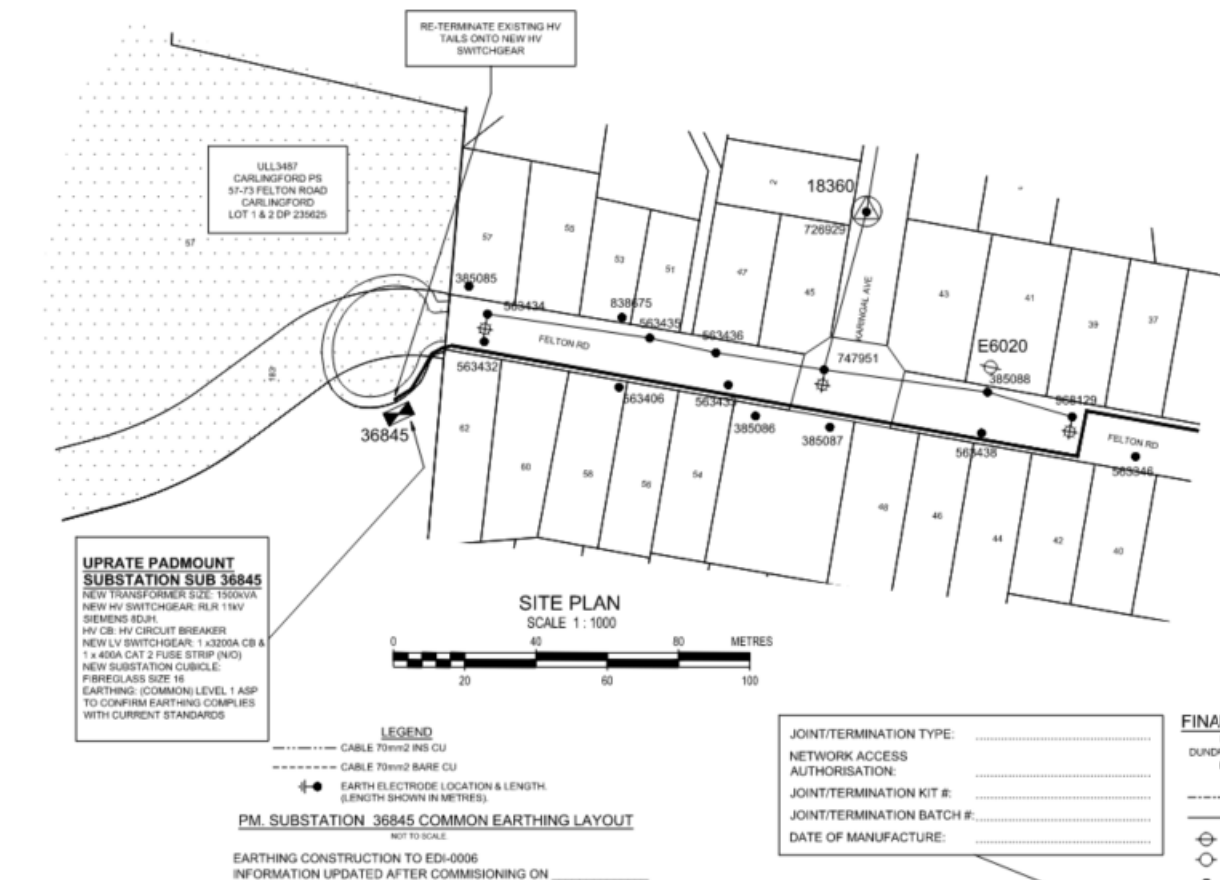 RE-TERMINATE EXISTING HV
TAILS ONTO NEW HV
SWITCHGEAR
ULL3487
CARLINGFORD PS
57-73 FELTON ROAD
CARLINGFORD
LOT 1 & 2 DP 235625
57
183
57
55
53
51
2
47
45
43
41
39
37
18360
726929
KARINGAL AVE
385085
563434
838675
563435
563436
747951
E6020
385088
568129
FELTON RD
FELTON RD
563432
563406
385086
385087
563438
563346
36845
62
60
58
56
54
48
46
44
42
40
UPRATE PADMOUNT
SUBSTATION SUB 36845
NEW TRANSFORMER SIZE: 1500kVA
NEW HV SWITCHGEAR: RLR 11kV
SIEMENS 8DJH.
HV CB: HV CIRCUIT BREAKER
NEW LV SWITCHGEAR: 1 x3200A CB &
1 x 400A CAT 2 FUSE STRIP (N/O)
NEW SUBSTATION CUBICLE:
FIBREGLASS SIZE 16
EARTHING: (COMMON) LEVEL 1 ASP
TO CONFIRM EARTHING COMPLIES
WITH CURRENT STANDARDS
SITE PLAN
SCALE 1 : 1000
0 40 80 METRES
20 60 100
LEGEND
CABLE 70mm2 INS CU
CABLE 70mm2 BARE CU
EARTH ELECTRODE LOCATION & LENGTH.
(LENGTH SHOWN IN METRES).
PM. SUBSTATION 36845 COMMON EARTHING LAYOUT
NOT TO SCALE
EARTHING CONSTRUCTION TO EDI-0006
INFORMATION UPDATED AFTER COMMISIONING ON
JOINT/TERMINATION TYPE:
NETWORK ACCESS
AUTHORISATION:
JOINT/TERMINATION KIT #:
JOINT/TERMINATION BATCH #:
DATE OF MANUFACTURE:
FINA